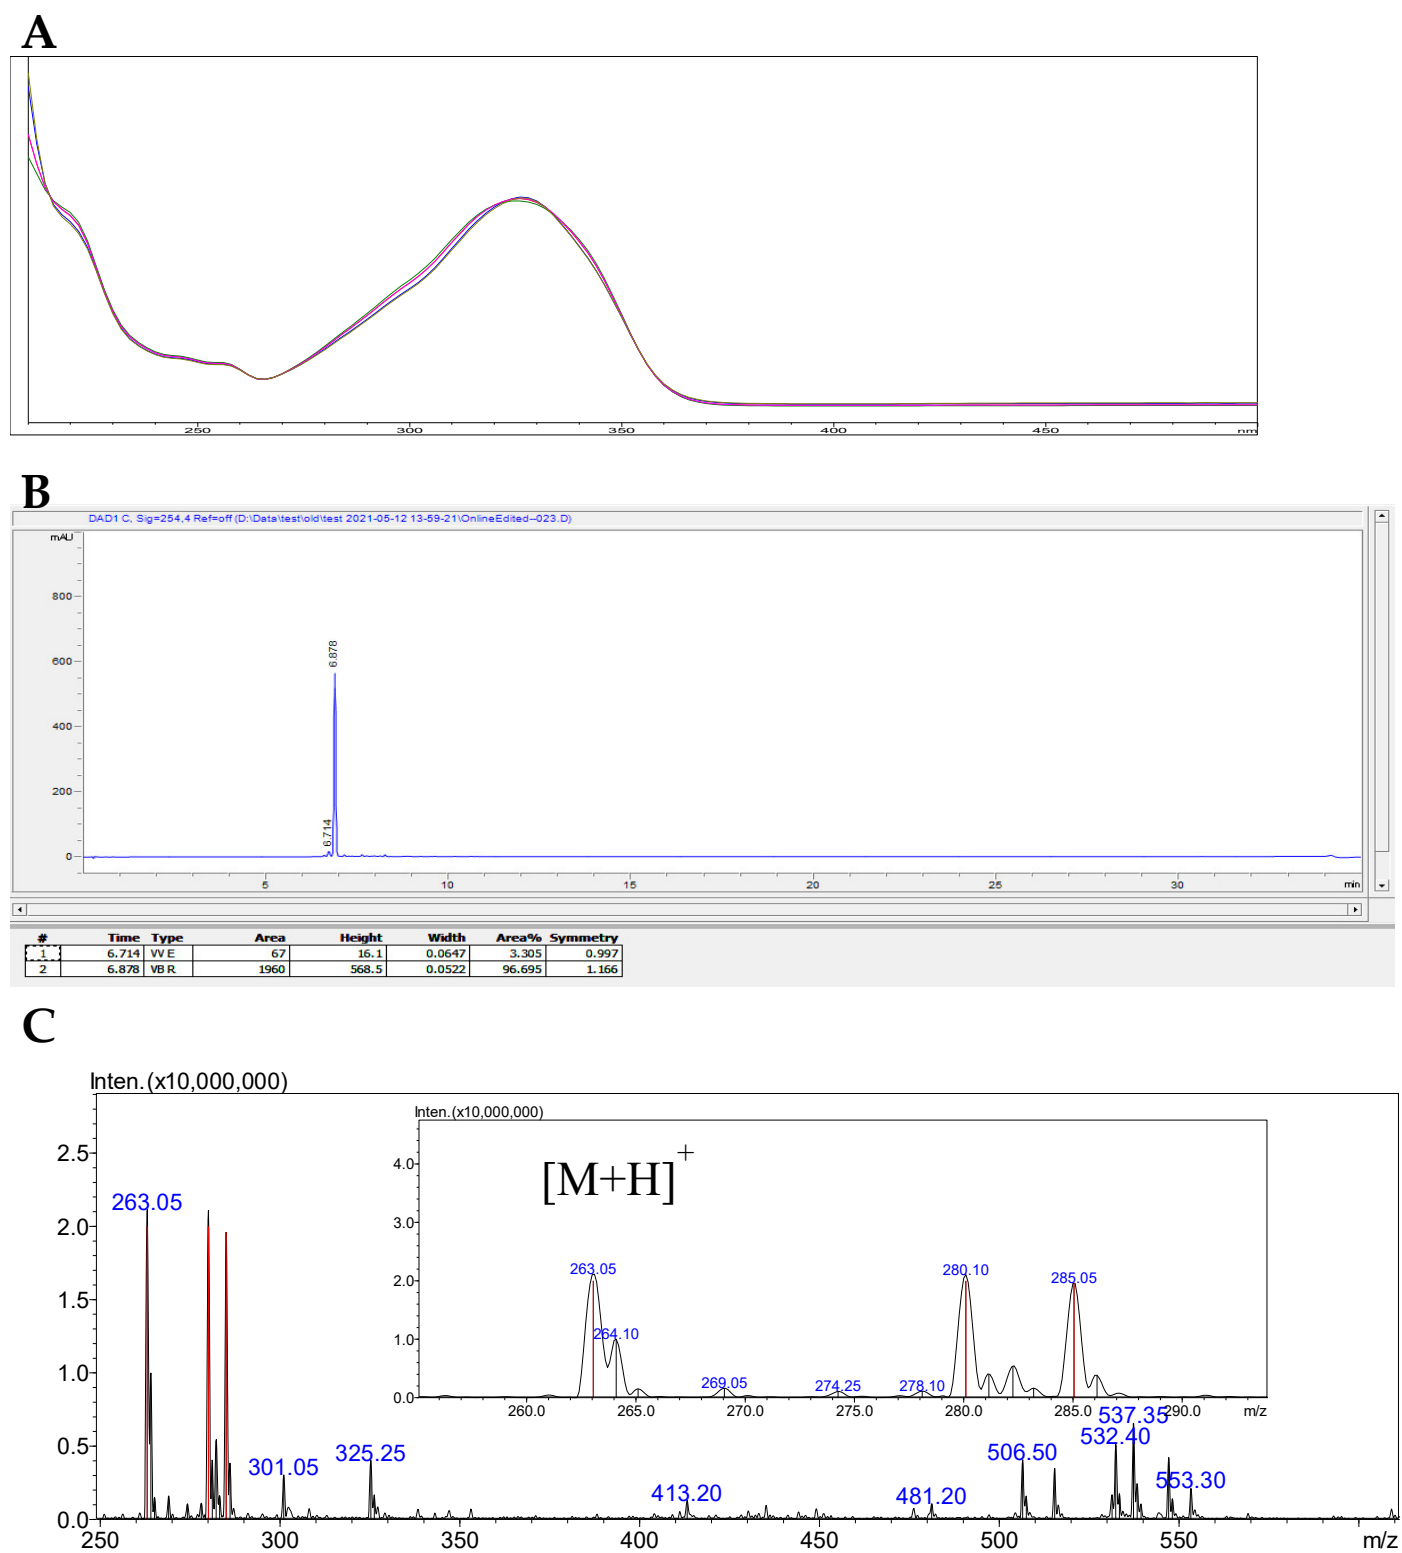 A
250 300 350 400 450 nm
B
DAD1 C, Sig=254,4 Ref=off (D:\Data\test\old\test 2021-05-12 13-59-21\OnlineEdited--023.D)
mAU
800
600
400
200
0
6.714
6.878
5 10 15 20 25 30 min
# Time Type Area Height Width Area% Symmetry
1 6.714 VV E 67 16.1 0.0647 3.305 0.997
2 6.878 VB R 1960 568.5 0.0522 96.695 1.166
C
Inten.(x10,000,000)
2.5
2.0
1.5
1.0
0.5
0.0
263.05
301.05
325.25
413.20
481.20
506.50
532.40
537.35
553.30
250 300 350 400 450 500 550 m/z
Inten.(x10,000,000)
[M+H]+
4.0
3.0
2.0
1.0
0.0
263.05
264.10
269.05
274.25
278.10
280.10
285.05
260.0 265.0 270.0 275.0 280.0 285.0 290.0 m/z